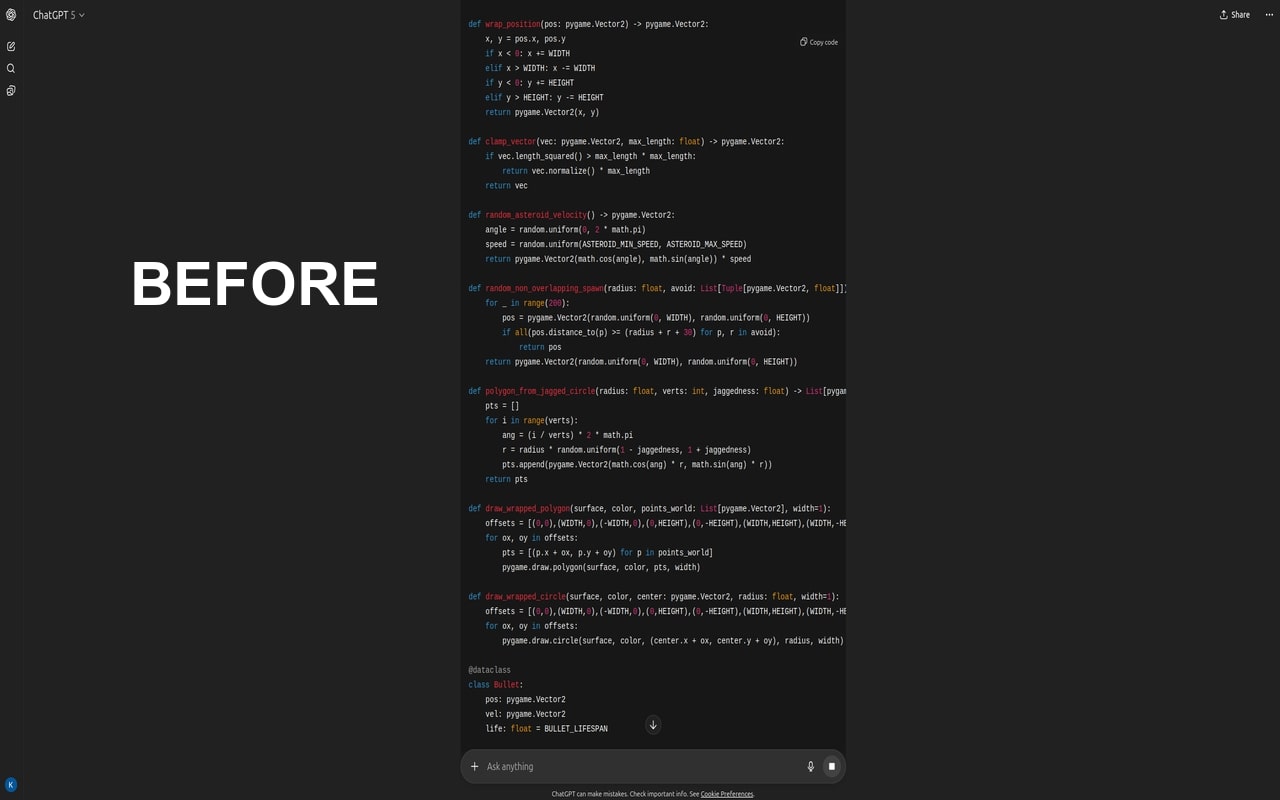 ChatGPT 5
Share
BEFORE
Copy code
def wrap_position(pos: pygame.Vector2) -> pygame.Vector2:
x, y = pos.x, pos.y
if x < 0: x += WIDTH
elif x > WIDTH: x -= WIDTH
if y < 0: y += HEIGHT
elif y > HEIGHT: y -= HEIGHT
return pygame.Vector2(x, y)
def clamp_vector(vec: pygame.Vector2, max_length: float) -> pygame.Vector2:
if vec.length_squared() > max_length * max_length:
return vec.normalize() * max_length
return vec
def random_asteroid_velocity() -> pygame.Vector2:
angle = random.uniform(0, 2 * math.pi)
speed = random.uniform(ASTEROID_MIN_SPEED, ASTEROID_MAX_SPEED)
return pygame.Vector2(math.cos(angle), math.sin(angle)) * speed
def random_non_overlapping_spawn(radius: float, avoid: List[Tuple[pygame.Vector2, float]])
for _ in range(200):
pos = pygame.Vector2(random.uniform(0, WIDTH), random.uniform(0, HEIGHT))
if all(pos.distance_to(p) >= (radius + r + 30) for p, r in avoid):
return pos
return pygame.Vector2(random.uniform(0, WIDTH), random.uniform(0, HEIGHT))
def polygon_from_jagged_circle(radius: float, verts: int, jaggedness: float) -> List[pygam
pts = []
for i in range(verts):
ang = (i / verts) * 2 * math.pi
r = radius * random.uniform(1 - jaggedness, 1 + jaggedness)
pts.append(pygame.Vector2(math.cos(ang) * r, math.sin(ang) * r))
return pts
def draw_wrapped_polygon(surface, color, points_world: List[pygame.Vector2], width=1):
offsets = [(0,0),(WIDTH,0),(-WIDTH,0),(0,HEIGHT),(0,-HEIGHT),(WIDTH,HEIGHT),(WIDTH,-HE
for ox, oy in offsets:
pts = [(p.x + ox, p.y + oy) for p in points_world]
pygame.draw.polygon(surface, color, pts, width)
def draw_wrapped_circle(surface, color, center: pygame.Vector2, radius: float, width=1):
offsets = [(0,0),(WIDTH,0),(-WIDTH,0),(0,HEIGHT),(0,-HEIGHT),(WIDTH,HEIGHT),(WIDTH,-HE
for ox, oy in offsets:
pygame.draw.circle(surface, color, (center.x + ox, center.y + oy), radius, width)
@dataclass
class Bullet:
pos: pygame.Vector2
vel: pygame.Vector2
life: float = BULLET_LIFESPAN
Ask anything
K
ChatGPT can make mistakes. Check important info. See Cookie Preferences.